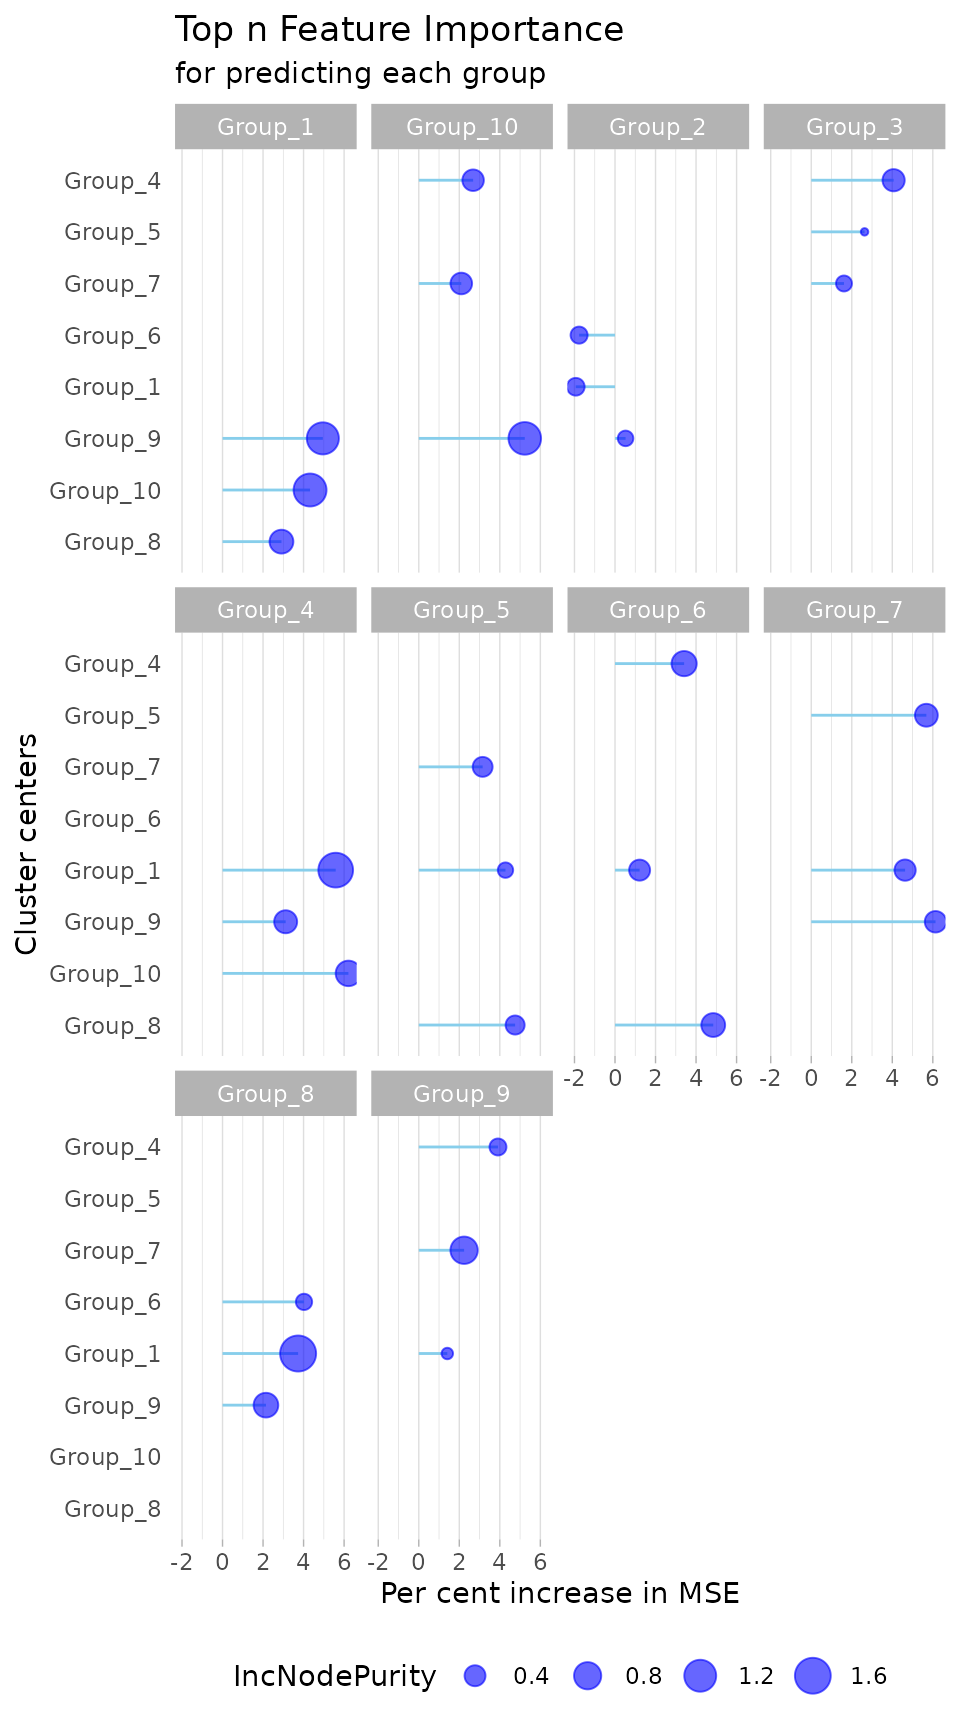 Top n Feature Importance
for predicting each group
Group_1 Group_10 Group_2 Group_3
Group_4
Group_5
Group_7
Group_6
Group_1
Group_9
Group_10
Group_8
Group_4 Group_5 Group_6 Group_7
Group_4
Group_5
Group_7
Group_6
Group_1
Group_9
Group_10
Group_8
-2 0 2 4 6 -2 0 2 4 6
Cluster centers
Group_8 Group_9
Group_4
Group_5
Group_7
Group_6
Group_1
Group_9
Group_10
Group_8
-2 0 2 4 6 -2 0 2 4 6
Per cent increase in MSE
IncNodePurity 0.4 0.8 1.2 1.6